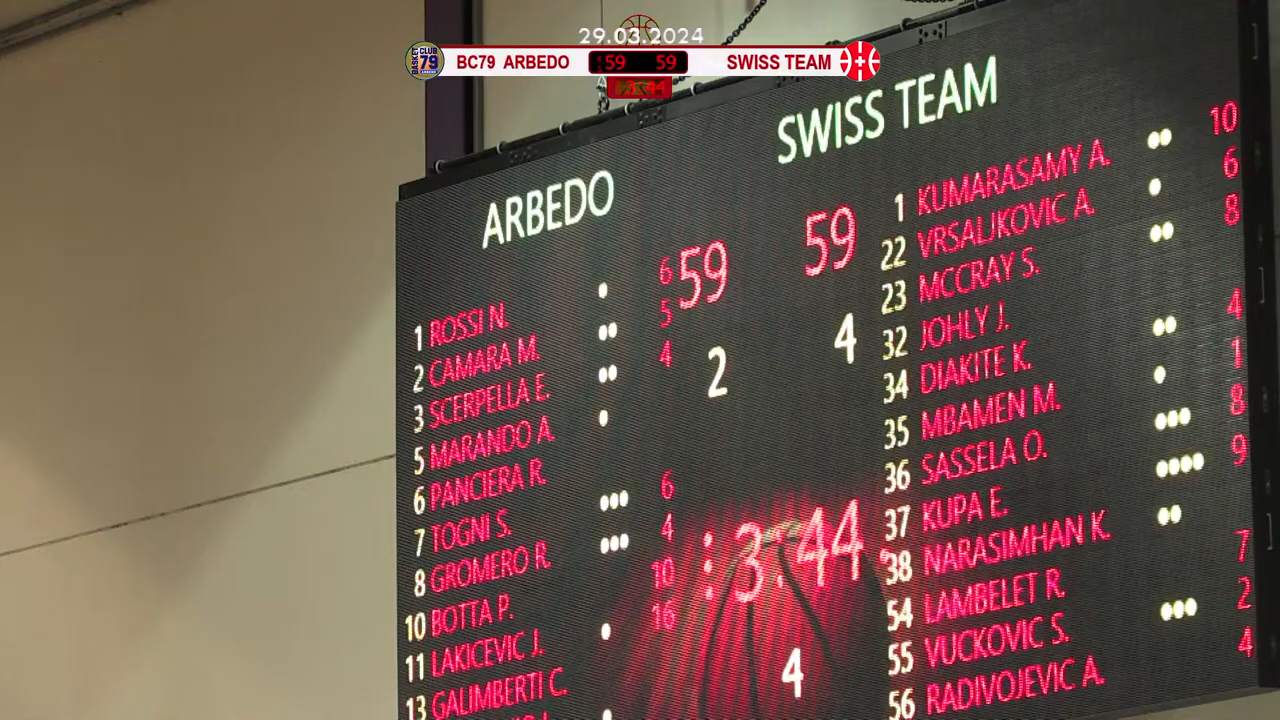 29.03.2024
BASKET CLUB 79 ARBEDO
BC79 ARBEDO 59 59 SWISS TEAM
SWISS TEAM
ARBEDO
59 59
2 4
:3:44
4
1 ROSSI N. • 6
2 CAMARA M. •• 5
3 SCERPELLA E. •• 4
5 MARANDO A. •
6 PANCIERA R.
7 TOGNI S. ••• 6
8 GROMERO R. ••• 4
10 BOTTA P. 10
11 LAKICEVIC J. • 16
13 GALIMBERTI C.
1 KUMARASAMY A. •• 10
22 VRSALJKOVIC A. • 6
23 MCCRAY S. •• 8
32 JOHLY J.
34 DIAKITE K. •• 4
35 MBAMEN M. • 1
36 SASSELA O. ••• 8
37 KUPA E. •••• 9
38 NARASIMHAN K. ••
54 LAMBELET R. 7
55 VUCKOVIC S. ••• 2
56 RADIVOJEVIC A. 4